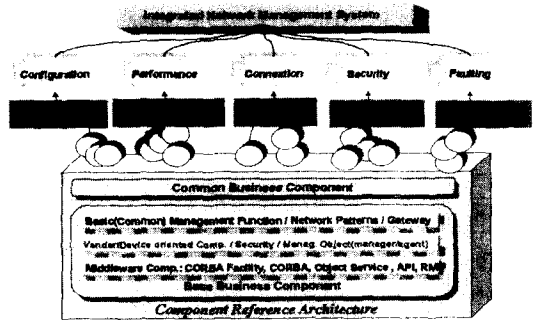 Integrated Network Management System
Configuration Performance Connection Security Faulting
Common Business Component
Basic(Common) Management Function / Network Patterns / Gateway
Vender/Device oriented Comp. / Security / Manag. Object(manager/agent)
Middleware Comp.: CORBA Facility, CORBA, Object Service , API, RMI
Base Business Component
Component Reference Architecture